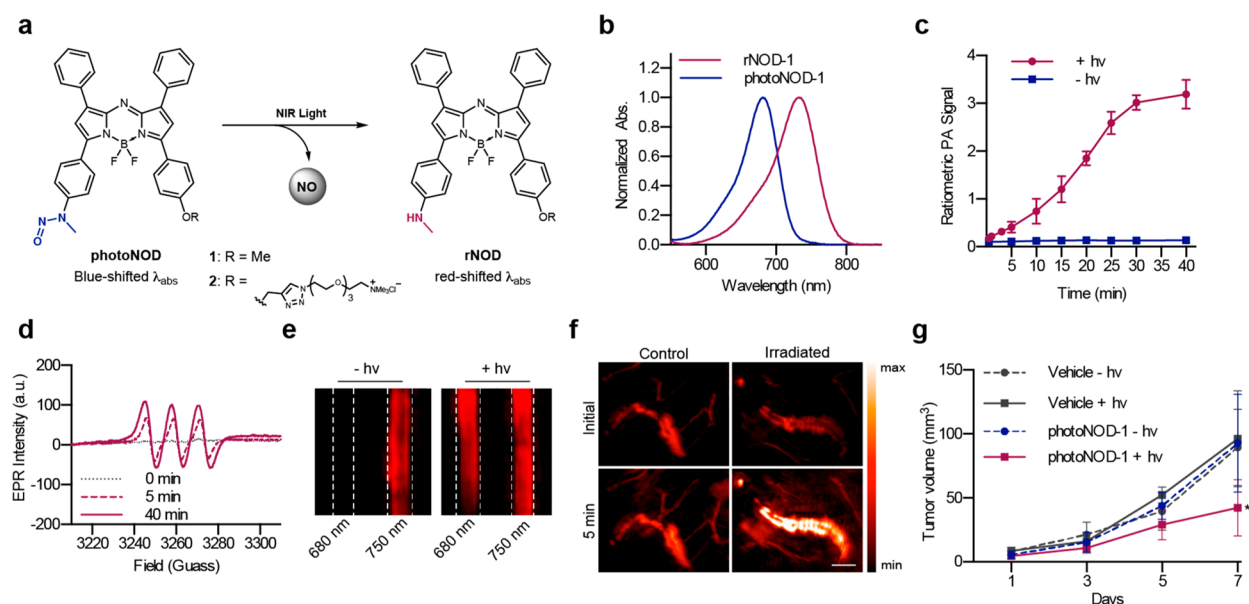 a
N
N
N
B
F
F
N
N
O
OR
NIR Light
NO
N
N
N
B
F
F
HN
OR
photoNOD
Blue-shifted λabs
1: R = Me
2: R =
N
N=N
O
3
NMe3Cl
+
−
rNOD
red-shifted λabs
b
Normalized Abs.
1.2
1.0
0.8
0.6
0.4
0.2
0.0
rNOD-1
photoNOD-1
600
700
800
Wavelength (nm)
c
Ratiometric PA Signal
4
3
2
1
0
+ hv
- hv
5
10
15
20
25
30
35
40
Time (min)
d
EPR Intensity (a.u.)
200
100
0
-100
-200
0 min
5 min
40 min
3220
3240
3260
3280
3300
Field (Guass)
e
- hv
+ hv
680 nm
750 nm
680 nm
750 nm
f
Control
Irradiated
Initial
5 min
max
min
g
Tumor volume (mm3)
150
100
50
0
Vehicle - hv
Vehicle + hv
photoNOD-1 - hv
photoNOD-1 + hv
*
1
3
5
7
Days